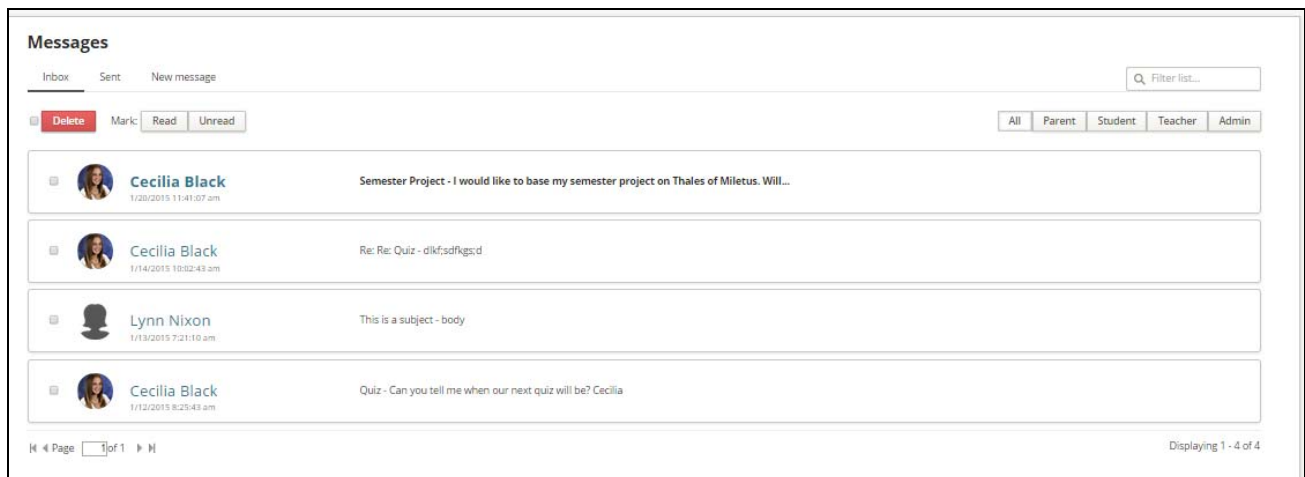 Messages
Inbox Sent New message Filter list...
Delete Mark: Read Unread All Parent Student Teacher Admin
Cecilia Black Semester Project - I would like to base my semester project on Thales of Miletus. Will...
1/20/2015 11:41:07 am
Cecilia Black Re: Re: Quiz - dlkf;sdfkgs;d
1/14/2015 10:02:43 am
Lynn Nixon This is a subject - body
1/13/2015 7:21:10 am
Cecilia Black Quiz - Can you tell me when our next quiz will be? Cecilia
1/12/2015 8:25:43 am
Page 1 of 1 Displaying 1 - 4 of 4